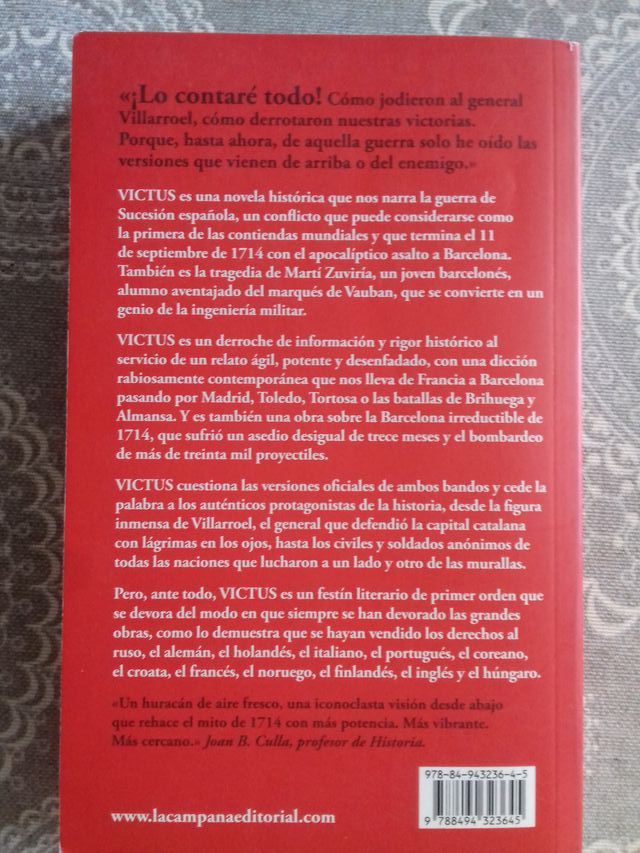 «¡Lo contaré todo! Cómo jodieron al general
Villarroel, cómo derrotaron nuestras victorias.
Porque, hasta ahora, de aquella guerra solo he oído las
versiones que vienen de arriba o del enemigo.»
VICTUS es una novela histórica que nos narra la guerra de
Sucesión española, un conflicto que puede considerarse como
la primera de las contiendas mundiales y que termina el 11
de septiembre de 1714 con el apocalíptico asalto a Barcelona.
También es la tragedia de Martí Zuviría, un joven barcelonés,
alumno aventajado del marqués de Vauban, que se convierte en un
genio de la ingeniería militar.
VICTUS es un derroche de información y rigor histórico al
servicio de un relato ágil, potente y desenfadado, con una dicción
rabiosamente contemporánea que nos lleva de Francia a Barcelona
pasando por Madrid, Toledo, Tortosa o las batallas de Brihuega y
Almansa. Y es también una obra sobre la Barcelona irreductible de
1714, que sufrió un asedio desigual de trece meses y el bombardeo
de más de treinta mil proyectiles.
VICTUS cuestiona las versiones oficiales de ambos bandos y cede la
palabra a los auténticos protagonistas de la historia, desde la figura
inmensa de Villarroel, el general que defendió la capital catalana
con lágrimas en los ojos, hasta los civiles y soldados anónimos de
todas las naciones que lucharon a un lado y otro de las murallas.
Pero, ante todo, VICTUS es un festín literario de primer orden que
se devora del modo en que siempre se han devorado las grandes
obras, como lo demuestra que se hayan vendido los derechos al
ruso, el alemán, el holandés, el italiano, el portugués, el coreano,
el croata, el francés, el noruego, el finlandés, el inglés y el húngaro.
«Un huracán de aire fresco, una iconoclasta visión desde abajo
que rehace el mito de 1714 con más potencia. Más vibrante.
Más cercano.» Joan B. Culla, profesor de Historia.
978-84-943236-4-5
www.lacampanaeditorial.com
9 788494 323645